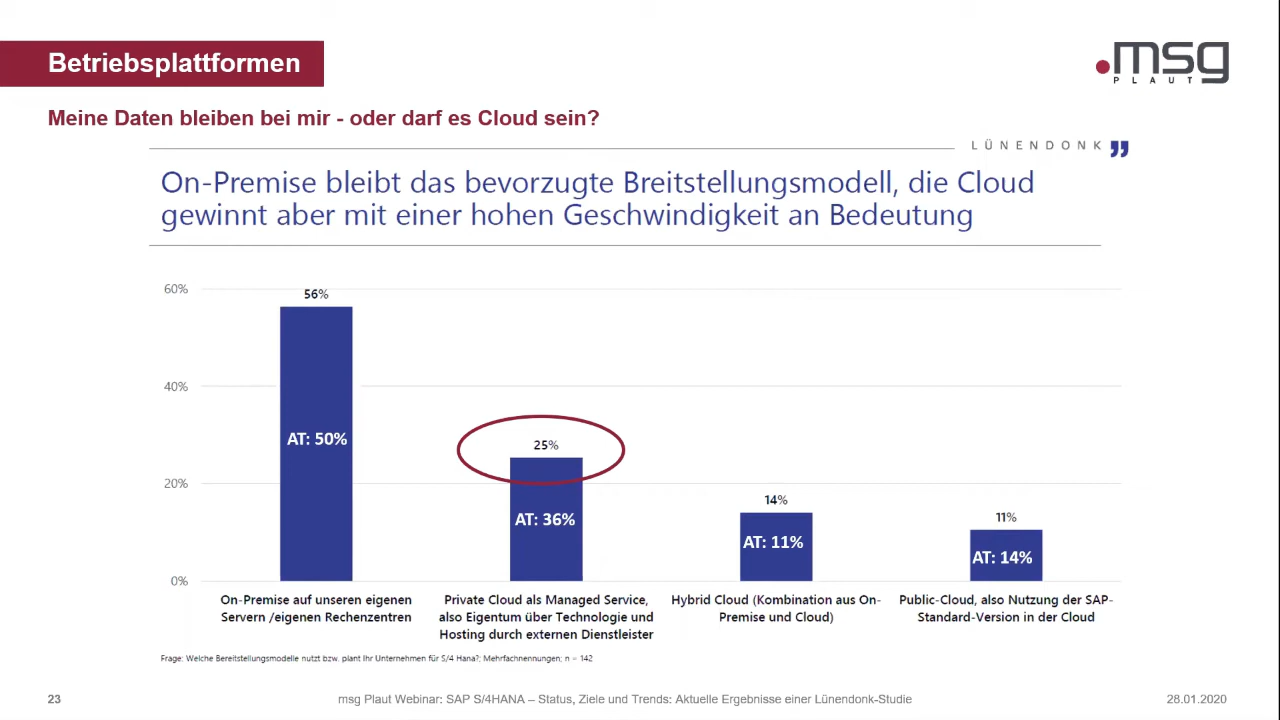 Betriebsplattformen
.msg
PLAUT
Meine Daten bleiben bei mir - oder darf es Cloud sein?
LÜNENDONK
On-Premise bleibt das bevorzugte Breitstellungsmodell, die Cloud
gewinnt aber mit einer hohen Geschwindigkeit an Bedeutung
60%
40%
20%
0%
56%
AT: 50%
25%
AT: 36%
14%
AT: 11%
11%
AT: 14%
On-Premise auf unseren eigenen
Servern /eigenen Rechenzentren
Private Cloud als Managed Service,
also Eigentum über Technologie und
Hosting durch externen Dienstleister
Hybrid Cloud (Kombination aus On-
Premise und Cloud)
Public-Cloud, also Nutzung der SAP-
Standard-Version in der Cloud
Frage: Welche Bereitstellungsmodelle nutzt bzw. plant Ihr Unternehmen für S/4 Hana?; Mehrfachnennungen; n = 142
23
msg Plaut Webinar: SAP S/4HANA – Status, Ziele und Trends: Aktuelle Ergebnisse einer Lünendonk-Studie
28.01.2020